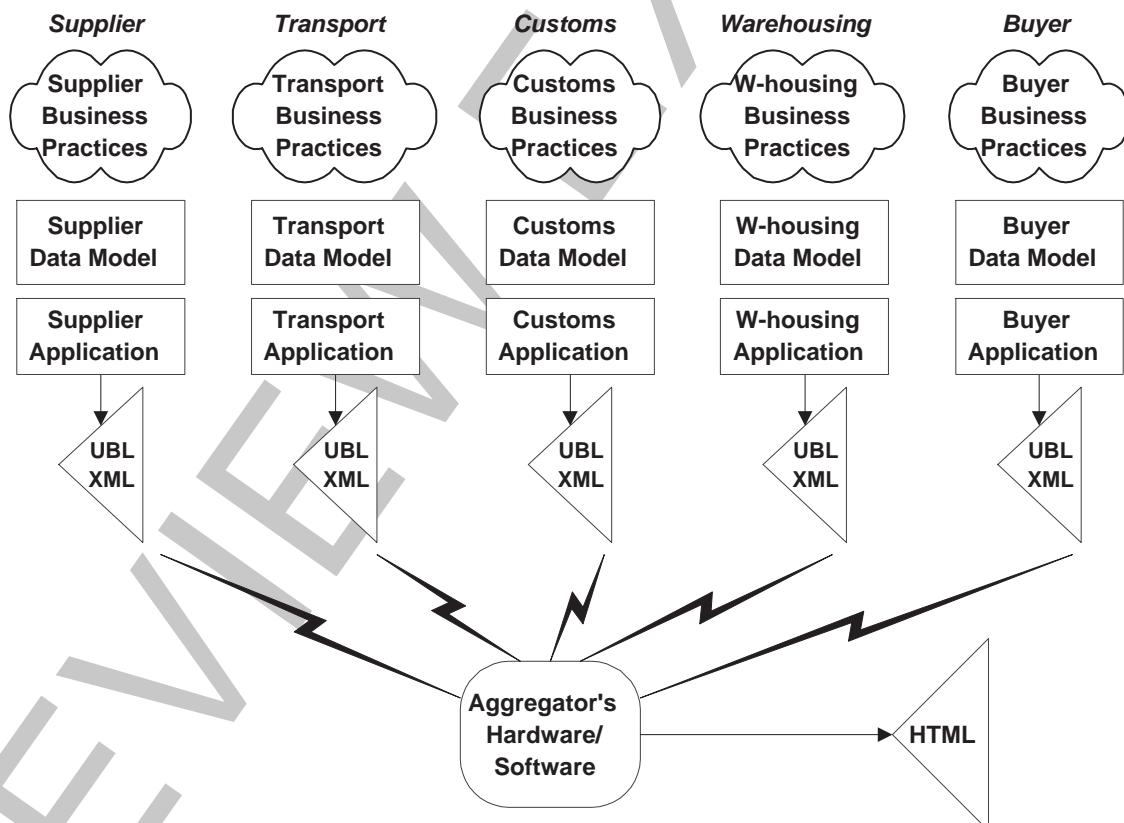 Supplier
Transport
Customs
Warehousing
Buyer
Supplier
Business
Practices
Transport
Business
Practices
Customs
Business
Practices
W-housing
Business
Practices
Buyer
Business
Practices
Supplier
Data Model
Transport
Data Model
Customs
Data Model
W-housing
Data Model
Buyer
Data Model
Supplier
Application
Transport
Application
Customs
Application
W-housing
Application
Buyer
Application
UBL
XML
UBL
XML
UBL
XML
UBL
XML
UBL
XML
Aggregator's
Hardware/
Software
HTML